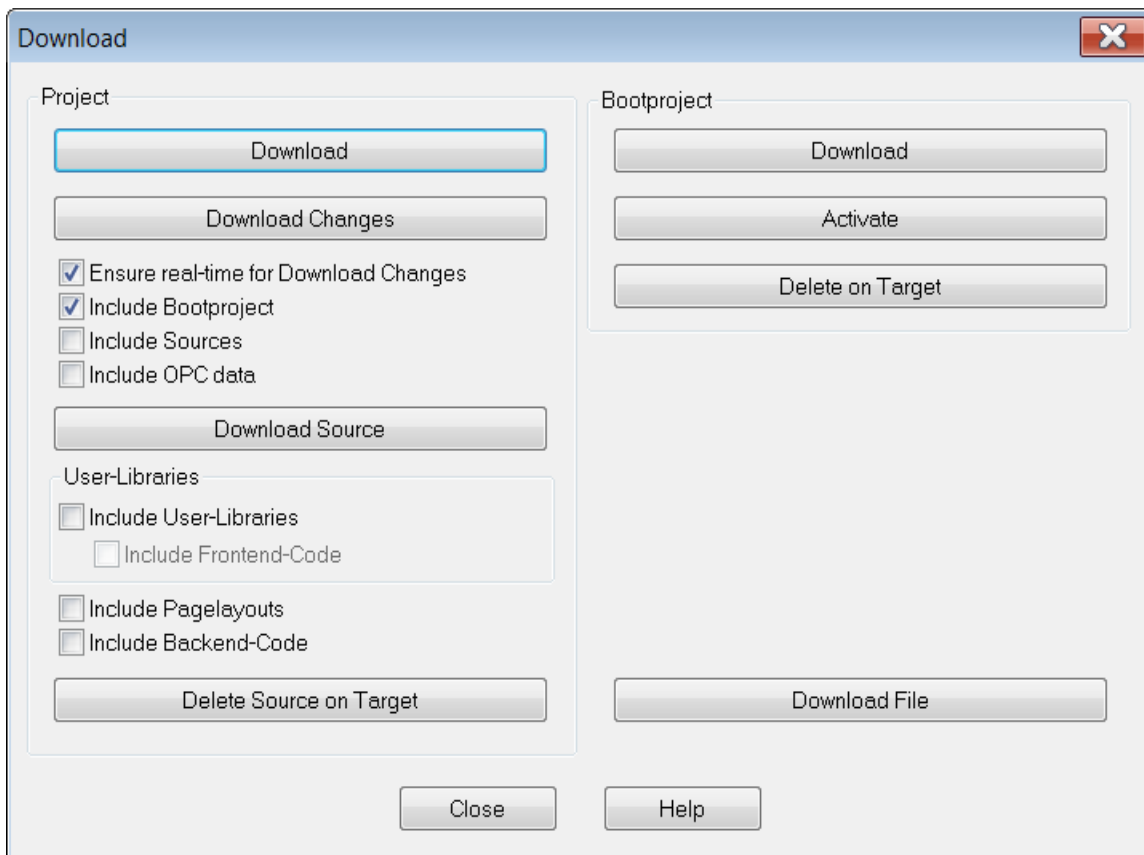 Download
Project
Download
Download Changes
Ensure real-time for Download Changes
Include Bootproject
Include Sources
Include OPC data
Download Source
User-Libraries
Include User-Libraries
Include Frontend-Code
Include Pagelayouts
Include Backend-Code
Delete Source on Target
Bootproject
Download
Activate
Delete on Target
Download File
Close
Help